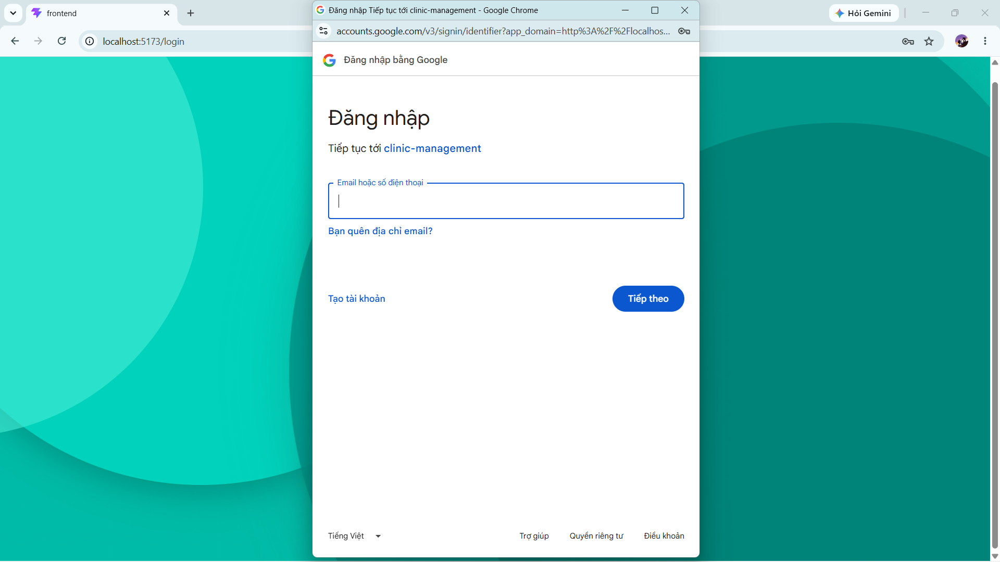 frontend
Hỏi Gemini
localhost:5173/login
Đăng nhập Tiếp tục tới clinic-management - Google Chrome
accounts.google.com/v3/signin/identifier?app_domain=http%3A%2F%2Flocalhos...
Đăng nhập bằng Google
Đăng nhập
Tiếp tục tới clinic-management
Email hoặc số điện thoại
Bạn quên địa chỉ email?
Tạo tài khoản
Tiếp theo
Tiếng Việt
Trợ giúp
Quyền riêng tư
Điều khoản